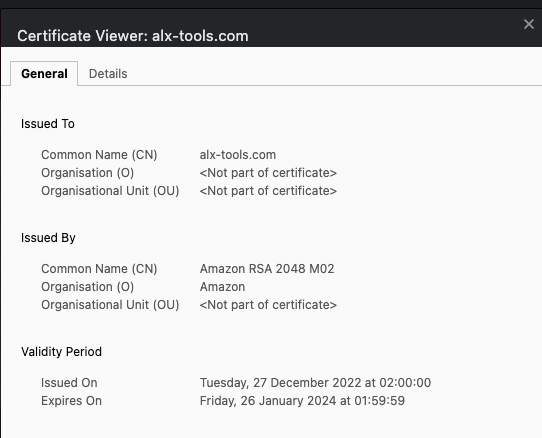 Certificate Viewer: alx-tools.com
General Details
Issued To
Common Name (CN) alx-tools.com
Organisation (O) <Not part of certificate>
Organisational Unit (OU) <Not part of certificate>
Issued By
Common Name (CN) Amazon RSA 2048 M02
Organisation (O) Amazon
Organisational Unit (OU) <Not part of certificate>
Validity Period
Issued On Tuesday, 27 December 2022 at 02:00:00
Expires On Friday, 26 January 2024 at 01:59:59